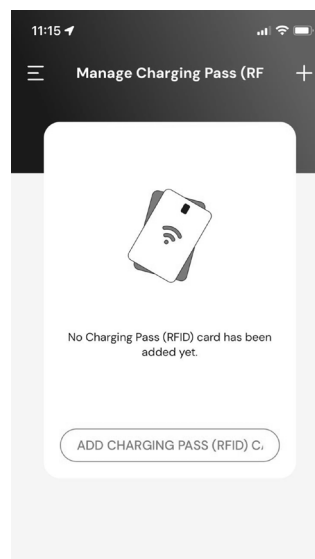 11:15
Manage Charging Pass (RF
No Charging Pass (RFID) card has been
added yet.
ADD CHARGING PASS (RFID) C